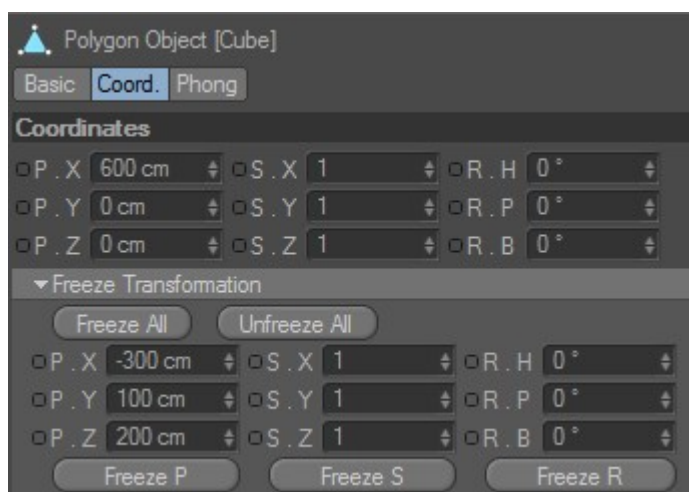 Polygon Object [Cube]
Basic Coord. Phong
Coordinates
P . X 600 cm S . X 1 R . H 0 °
P . Y 0 cm S . Y 1 R . P 0 °
P . Z 0 cm S . Z 1 R . B 0 °
Freeze Transformation
Freeze All Unfreeze All
P . X -300 cm S . X 1 R . H 0 °
P . Y 100 cm S . Y 1 R . P 0 °
P . Z 200 cm S . Z 1 R . B 0 °
Freeze P Freeze S Freeze R